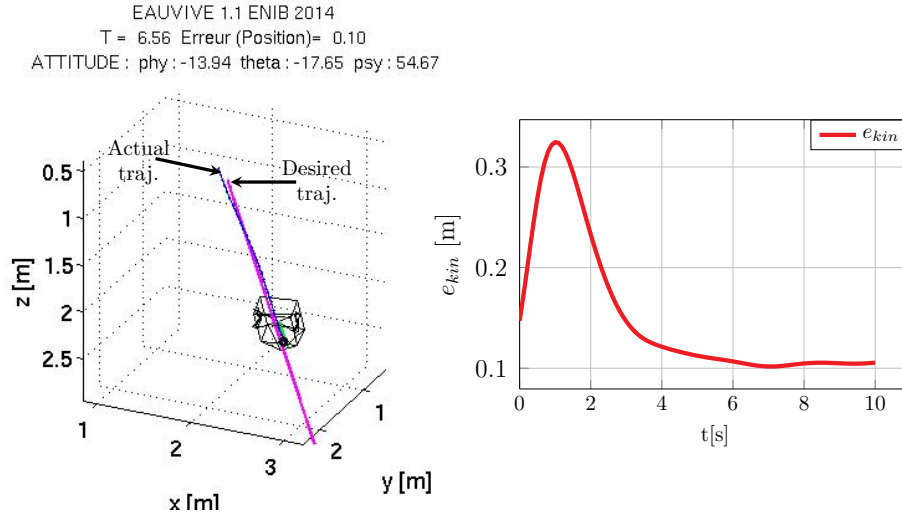 EAUVIVE 1.1 ENIB 2014
T = 6.56 Erreur (Position)= 0.10
ATTITUDE : phy : -13.94 theta : -17.65 psy : 54.67
Actual
traj.
Desired
traj.
0.5
1
1.5
2
2.5
z [m]
1
2
3
x [m]
2
1
y [m]
e_kin
0.3
0.2
0.1
e_kin [m]
0
2
4
6
8
10
t[s]